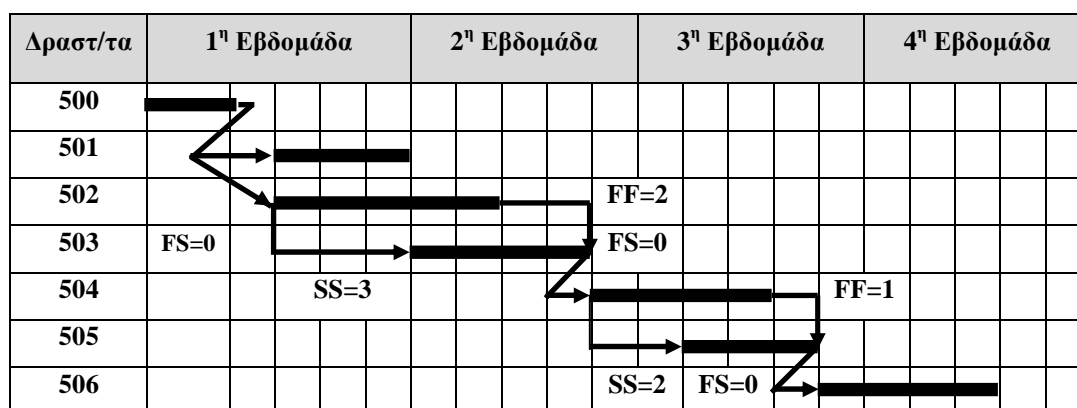 Δραστ/τα 1η Εβδομάδα 2η Εβδομάδα 3η Εβδομάδα 4η Εβδομάδα
500
501
502 FF=2
503 FS=0 FS=0
504 SS=3 FF=1
505
506 SS=2 FS=0